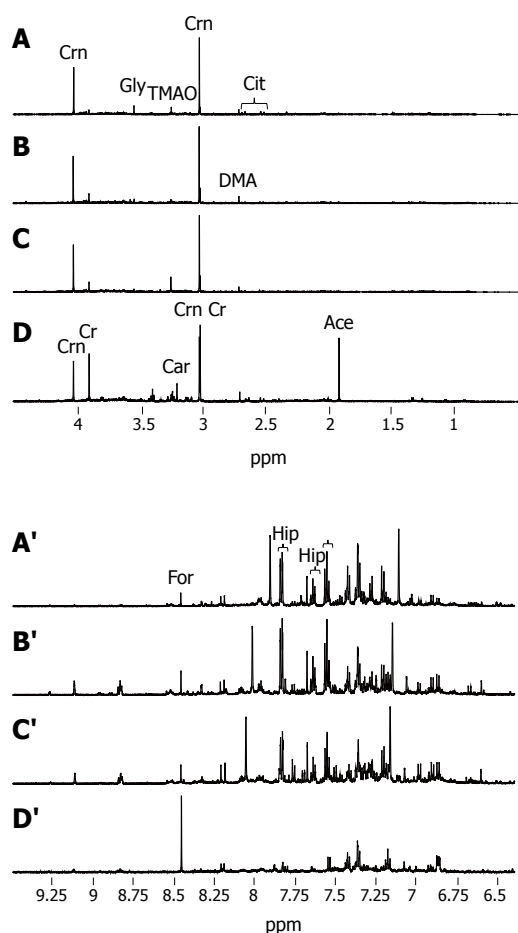 A
Crn
Crn
Gly
TMAO
Cit
B
DMA
C
Crn Cr
D
Cr
Crn
Car
Ace
4 3.5 3 2.5 2 1.5 1
ppm
A'
Hip
Hip
For
B'
C'
D'
9.25 9 8.75 8.5 8.25 8 7.75 7.5 7.25 7 6.75 6.5
ppm